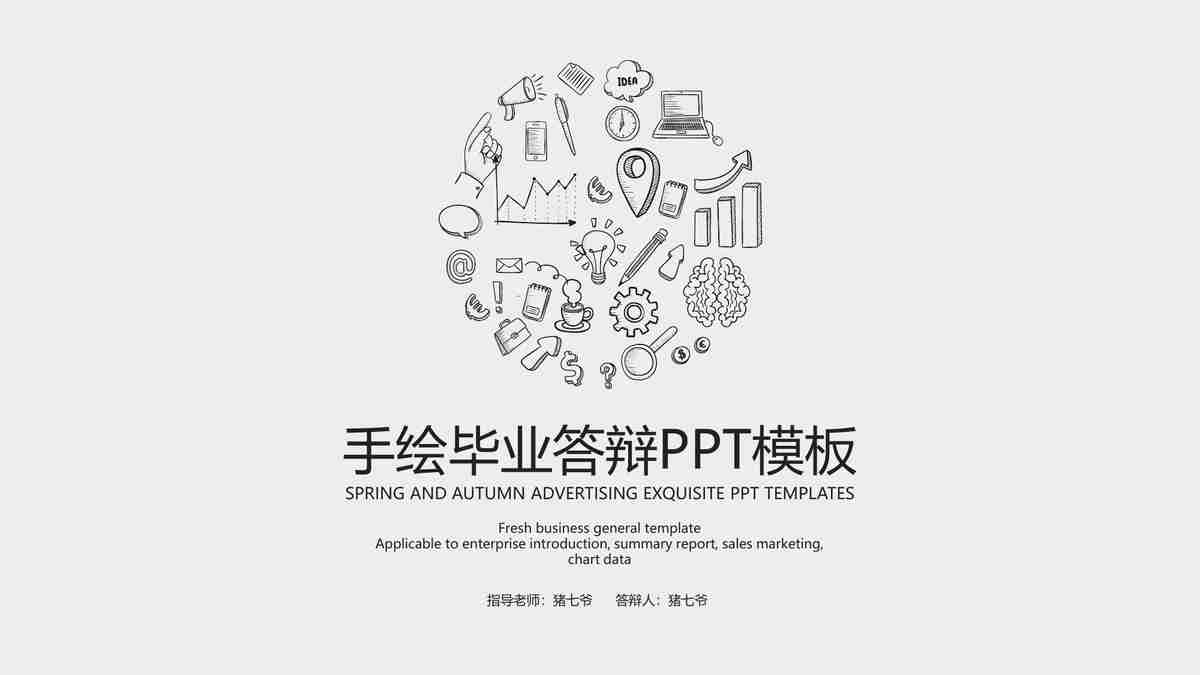 IDEA
手绘毕业答辩PPT模板
SPRING AND AUTUMN ADVERTISING EXQUISITE PPT TEMPLATES
Fresh business general template
Applicable to enterprise introduction, summary report, sales marketing,
chart data
指导老师：猪七爷 答辩人：猪七爷